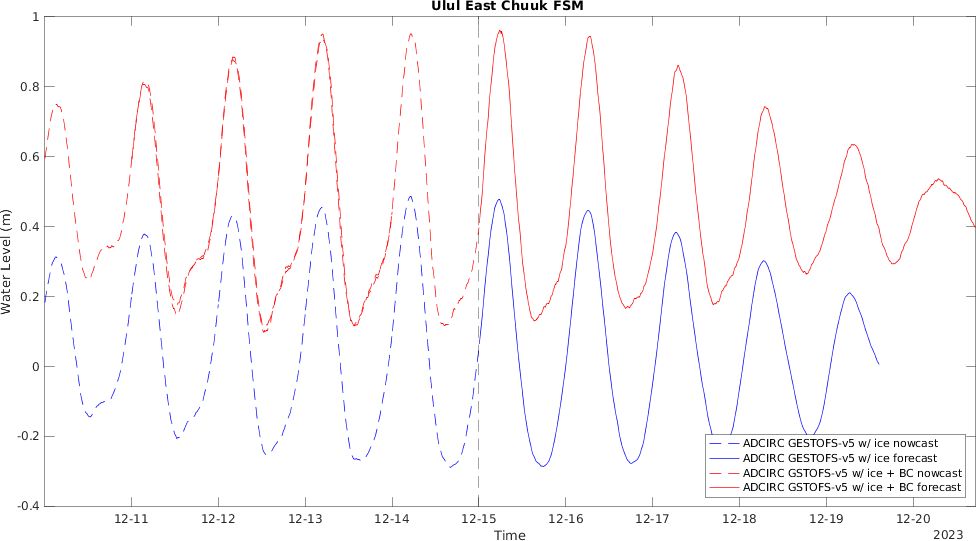 Ulul East Chuuk FSM
1
0.8
0.6
0.4
0.2
0
-0.2
-0.4
Water Level (m)
12-11
12-12
12-13
12-14
12-15
12-16
12-17
12-18
12-19
12-20
Time
2023
ADCIRC GESTOFS-v5 w/ ice nowcast
ADCIRC GESTOFS-v5 w/ ice forecast
ADCIRC GSTOFS-v5 w/ ice + BC nowcast
ADCIRC GSTOFS-v5 w/ ice + BC forecast